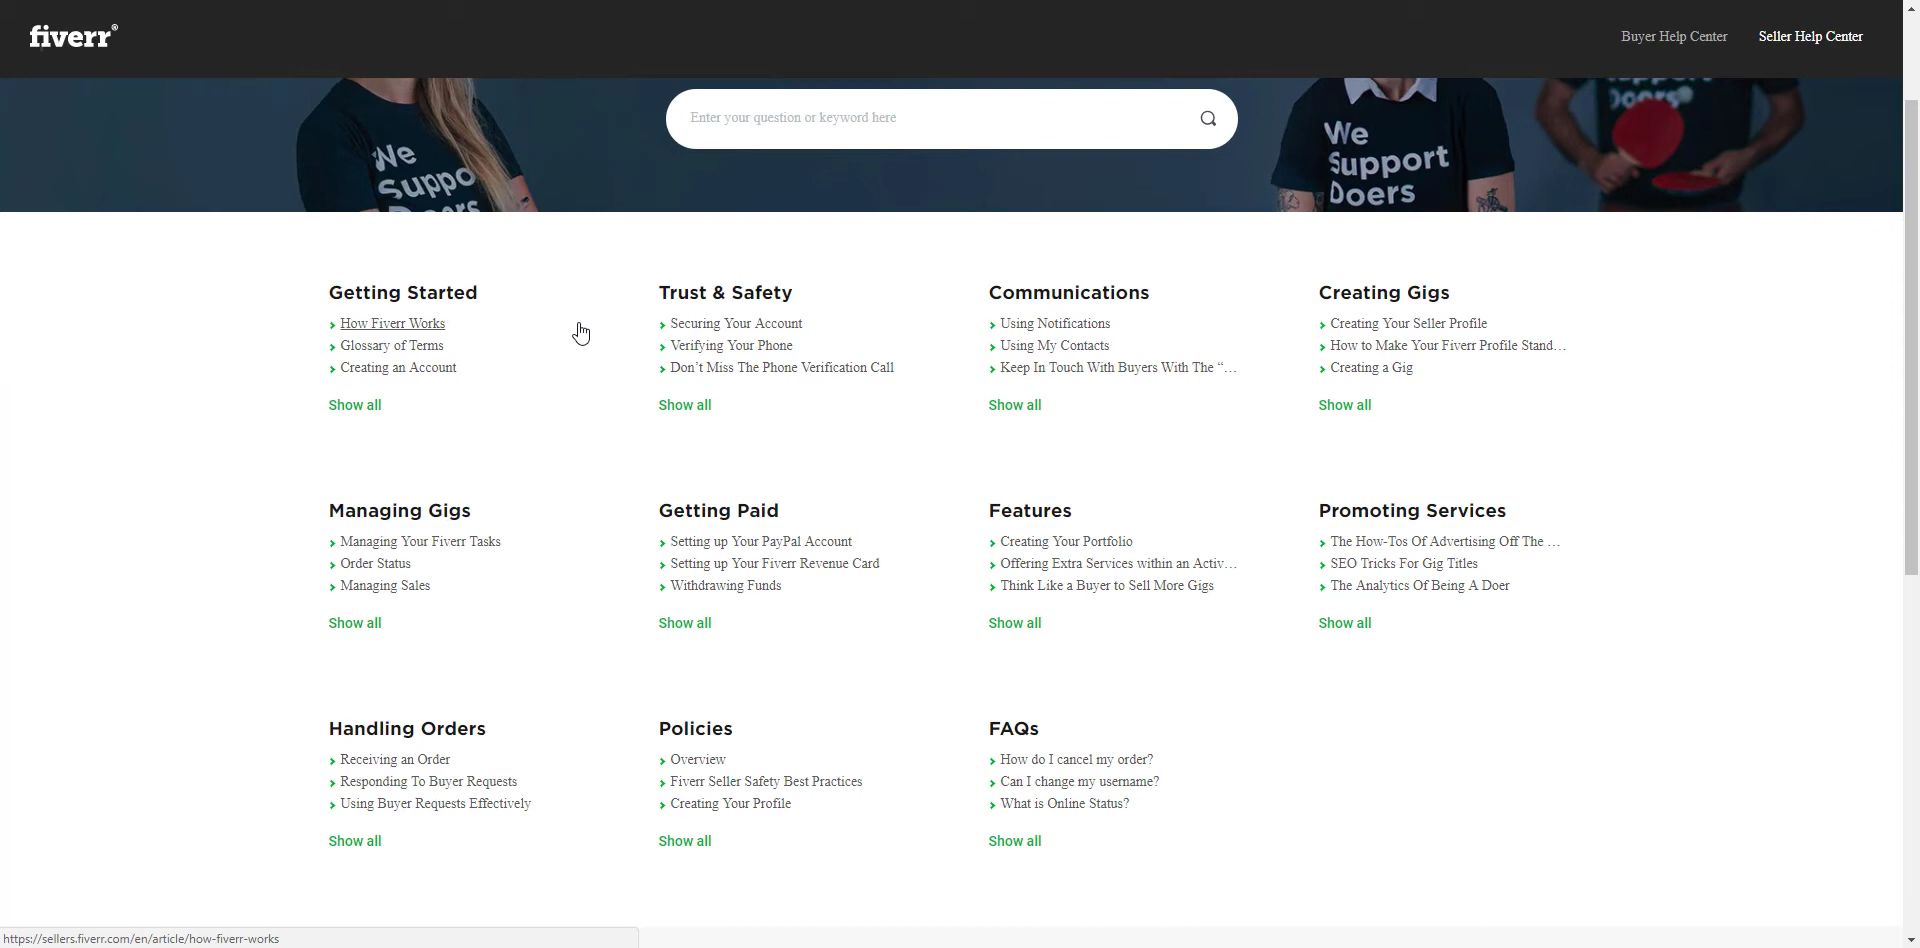 fiverr®
Buyer Help Center
Seller Help Center
Enter your question or keyword here
We
Suppo
Doers
We
Support
Doers
Support
Doers
Getting Started
How Fiverr Works
Glossary of Terms
Creating an Account
Show all
Trust & Safety
Securing Your Account
Verifying Your Phone
Don’t Miss The Phone Verification Call
Show all
Communications
Using Notifications
Using My Contacts
Keep In Touch With Buyers With The “…
Show all
Creating Gigs
Creating Your Seller Profile
How to Make Your Fiverr Profile Stand…
Creating a Gig
Show all
Managing Gigs
Managing Your Fiverr Tasks
Order Status
Managing Sales
Show all
Getting Paid
Setting up Your PayPal Account
Setting up Your Fiverr Revenue Card
Withdrawing Funds
Show all
Features
Creating Your Portfolio
Offering Extra Services within an Activ…
Think Like a Buyer to Sell More Gigs
Show all
Promoting Services
The How-Tos Of Advertising Off The …
SEO Tricks For Gig Titles
The Analytics Of Being A Doer
Show all
Handling Orders
Receiving an Order
Responding To Buyer Requests
Using Buyer Requests Effectively
Show all
Policies
Overview
Fiverr Seller Safety Best Practices
Creating Your Profile
Show all
FAQs
How do I cancel my order?
Can I change my username?
What is Online Status?
Show all
https://sellers.fiverr.com/en/article/how-fiverr-works